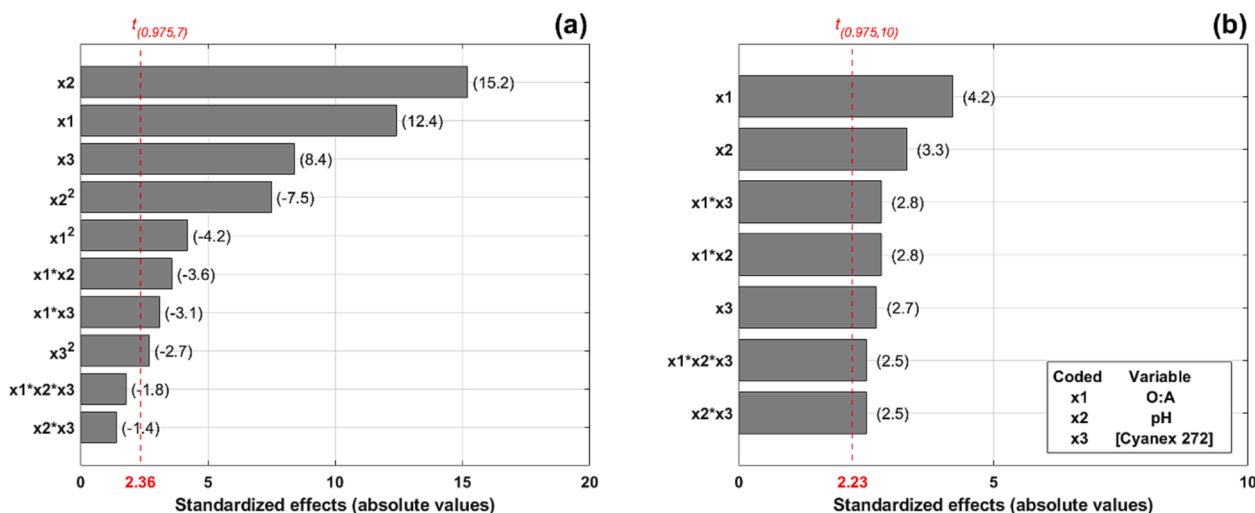 t(0.975,7)
(a)
x2
(15.2)
x1
(12.4)
x3
(8.4)
x2²
(-7.5)
x1²
(-4.2)
x1*x2
(-3.6)
x1*x3
(-3.1)
x3²
(-2.7)
x1*x2*x3
(-1.8)
x2*x3
(-1.4)
0 2.36 5 10 15 20
Standardized effects (absolute values)
t(0.975,10)
(b)
x1
(4.2)
x2
(3.3)
x1*x3
(2.8)
x1*x2
(2.8)
x3
(2.7)
x1*x2*x3
(2.5)
x2*x3
(2.5)
Coded Variable
x1 O:A
x2 pH
x3 [Cyanex 272]
0 2.23 5 10
Standardized effects (absolute values)